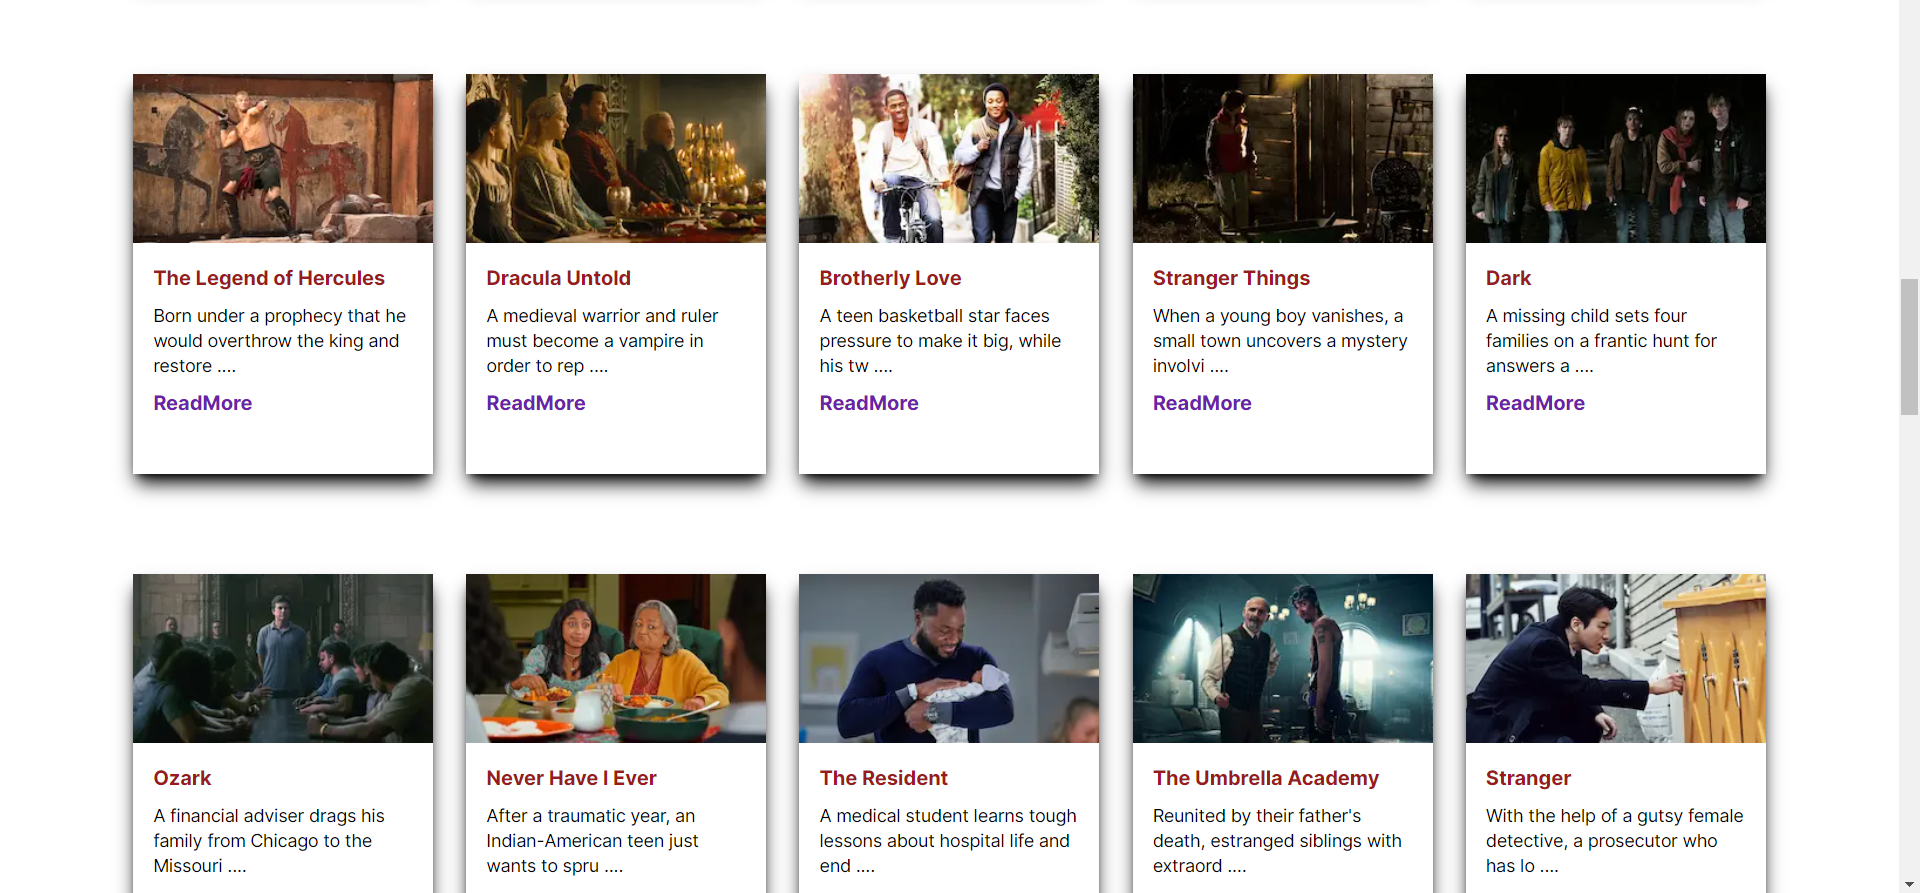 The Legend of Hercules
Born under a prophecy that he
would overthrow the king and
restore ....
ReadMore
Dracula Untold
A medieval warrior and ruler
must become a vampire in
order to rep ....
ReadMore
Brotherly Love
A teen basketball star faces
pressure to make it big, while
his tw ....
ReadMore
Stranger Things
When a young boy vanishes, a
small town uncovers a mystery
involvi ....
ReadMore
Dark
A missing child sets four
families on a frantic hunt for
answers a ....
ReadMore
Ozark
A financial adviser drags his
family from Chicago to the
Missouri ....
Never Have I Ever
After a traumatic year, an
Indian-American teen just
wants to spru ....
The Resident
A medical student learns tough
lessons about hospital life and
end ....
The Umbrella Academy
Reunited by their father's
death, estranged siblings with
extraord ....
Stranger
With the help of a gutsy female
detective, a prosecutor who
has lo ....